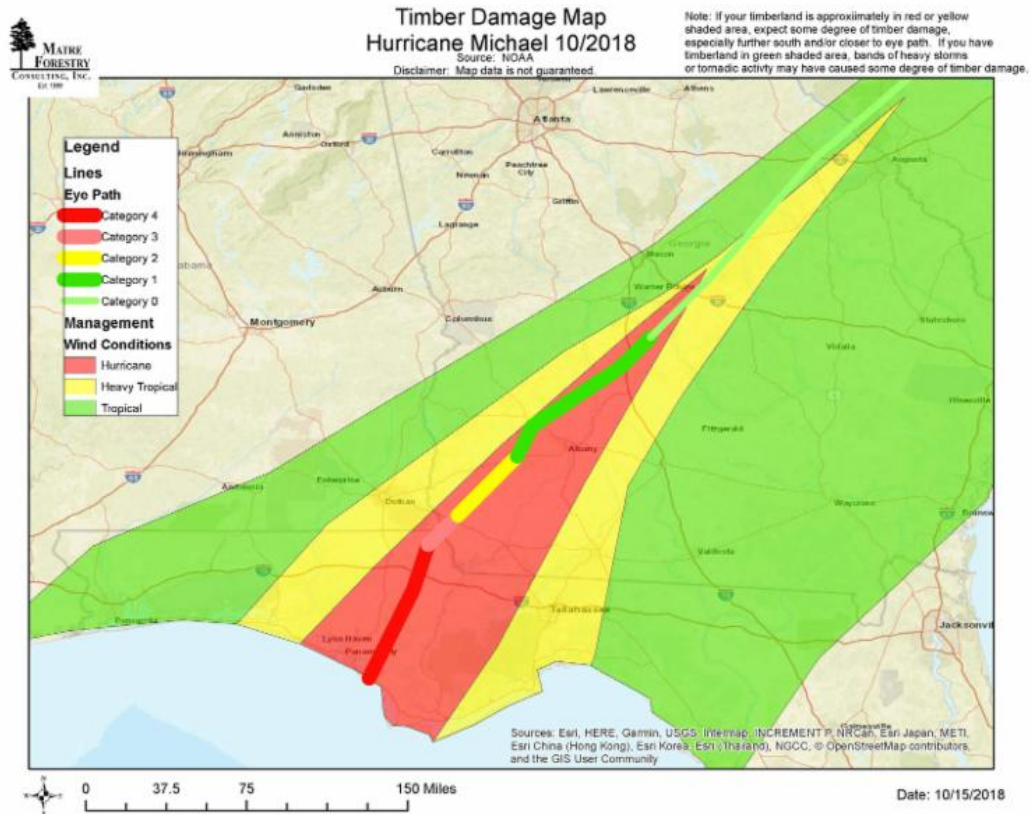 MATRE
FORESTRY
CONSULTING, INC.
Est. 1999
Timber Damage Map
Hurricane Michael 10/2018
Source: NOAA
Disclaimer: Map data is not guaranteed.
Note: If your timberland is approxiimately in red or yellow
shaded area, expect some degree of timber damage,
especially further south and/or closer to eye path. If you have
timberland in green shaded area, bands of heavy storms
or tornadic activty may have caused some degree of timber damage.
Gadsden
Lawrenceville
Athens
Anniston
Oxford
Atlanta
Birmingham
Carrollton
Peachtree
City
Newnan
Griffin
Augusta
Lagrange
Georgia
Macon
Warner Robins
Auburn
Columbus
Montgomery
Statesboro
Vidalia
Hinesville
Fitzgerald
Albany
Andalusia
Enterprise
Dothan
Waycross
Brunsw
Valdosta
Tallahassee
Pensacola
Lynn Haven
Panama City
Jacksonvil
Gainesville
Legend
Lines
Eye Path
Category 4
Category 3
Category 2
Category 1
Category 0
Management
Wind Conditions
Hurricane
Heavy Tropical
Tropical
Sources: Esri, HERE, Garmin, USGS, Intermap, INCREMENT P, NRCan, Esri Japan, METI,
Esri China (Hong Kong), Esri Korea, Esri (Thailand), NGCC, © OpenStreetMap contributors,
and the GIS User Community
0 37.5 75 150 Miles
Date: 10/15/2018